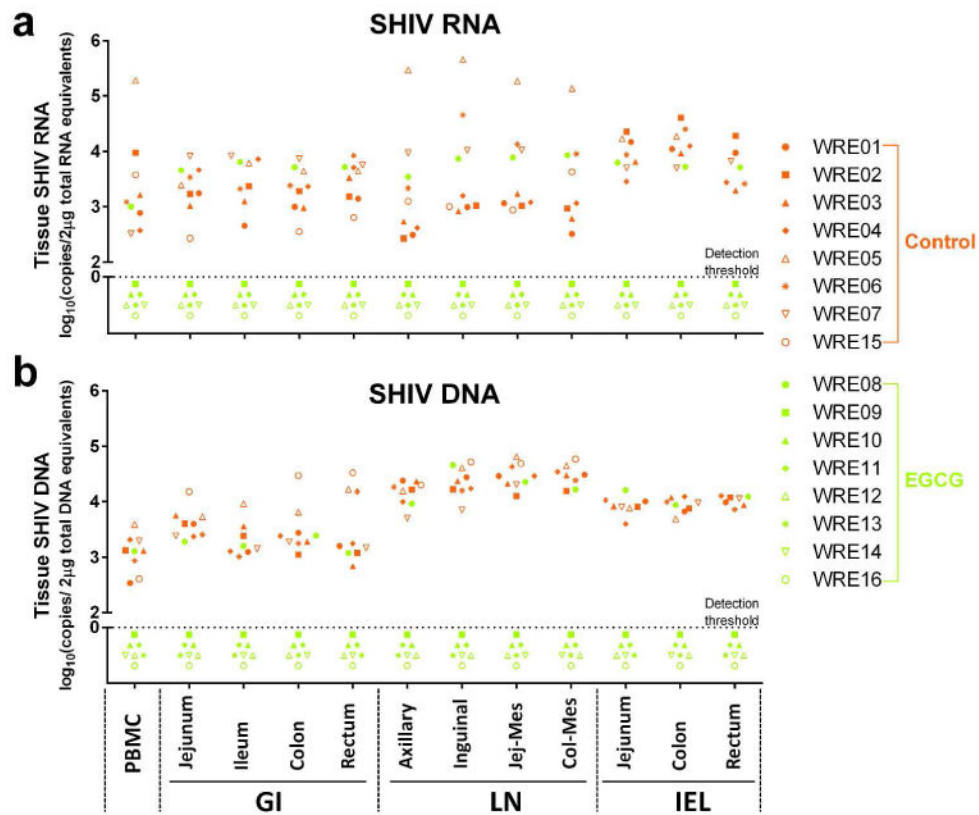 a
SHIV RNA
Tissue SHIV RNA
log10(copies/2µg total RNA equivalents)
6
5
4
3
2
0
Detection
threshold
b
SHIV DNA
Tissue SHIV DNA
log10(copies/ 2µg total DNA equivalents)
6
5
4
3
2
0
Detection
threshold
PBMC
Jejunum
Ileum
Colon
Rectum
Axillary
Inguinal
Jej-Mes
Col-Mes
Jejunum
Colon
Rectum
GI
LN
IEL
WRE01
WRE02
WRE03
WRE04
WRE05
WRE06
WRE07
WRE15
Control
WRE08
WRE09
WRE10
WRE11
WRE12
WRE13
WRE14
WRE16
EGCG